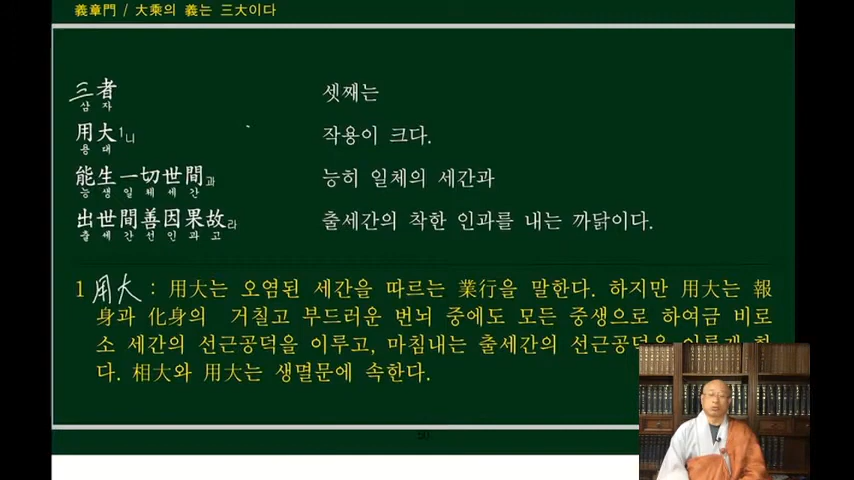 義章門 / 大乘의 義는 三大이다
三者
삼 자
셋째는
用大1니
용 대
작용이 크다.
能生一切世間과
능 생 일 체 세 간
능히 일체의 세간과
出世間善因果故라
출 세 간 선 인 과 고
출세간의 착한 인과를 내는 까닭이다.
1 用大 : 用大는 오염된 세간을 따르는 業行을 말한다. 하지만 用大는 報
身과 化身의 거칠고 부드러운 번뇌 중에도 모든 중생으로 하여금 비로
소 세간의 선근공덕을 이루고, 마침내는 출세간의 선근공덕을
다. 相大와 用大는 생멸문에 속한다.